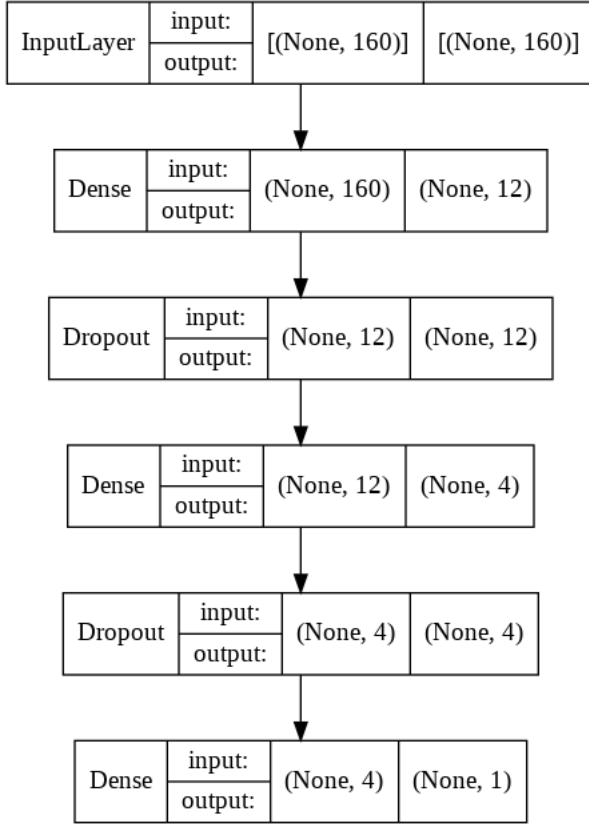 InputLayer input: output: [(None, 160)] [(None, 160)]
Dense input: output: (None, 160) (None, 12)
Dropout input: output: (None, 12) (None, 12)
Dense input: output: (None, 12) (None, 4)
Dropout input: output: (None, 4) (None, 4)
Dense input: output: (None, 4) (None, 1)